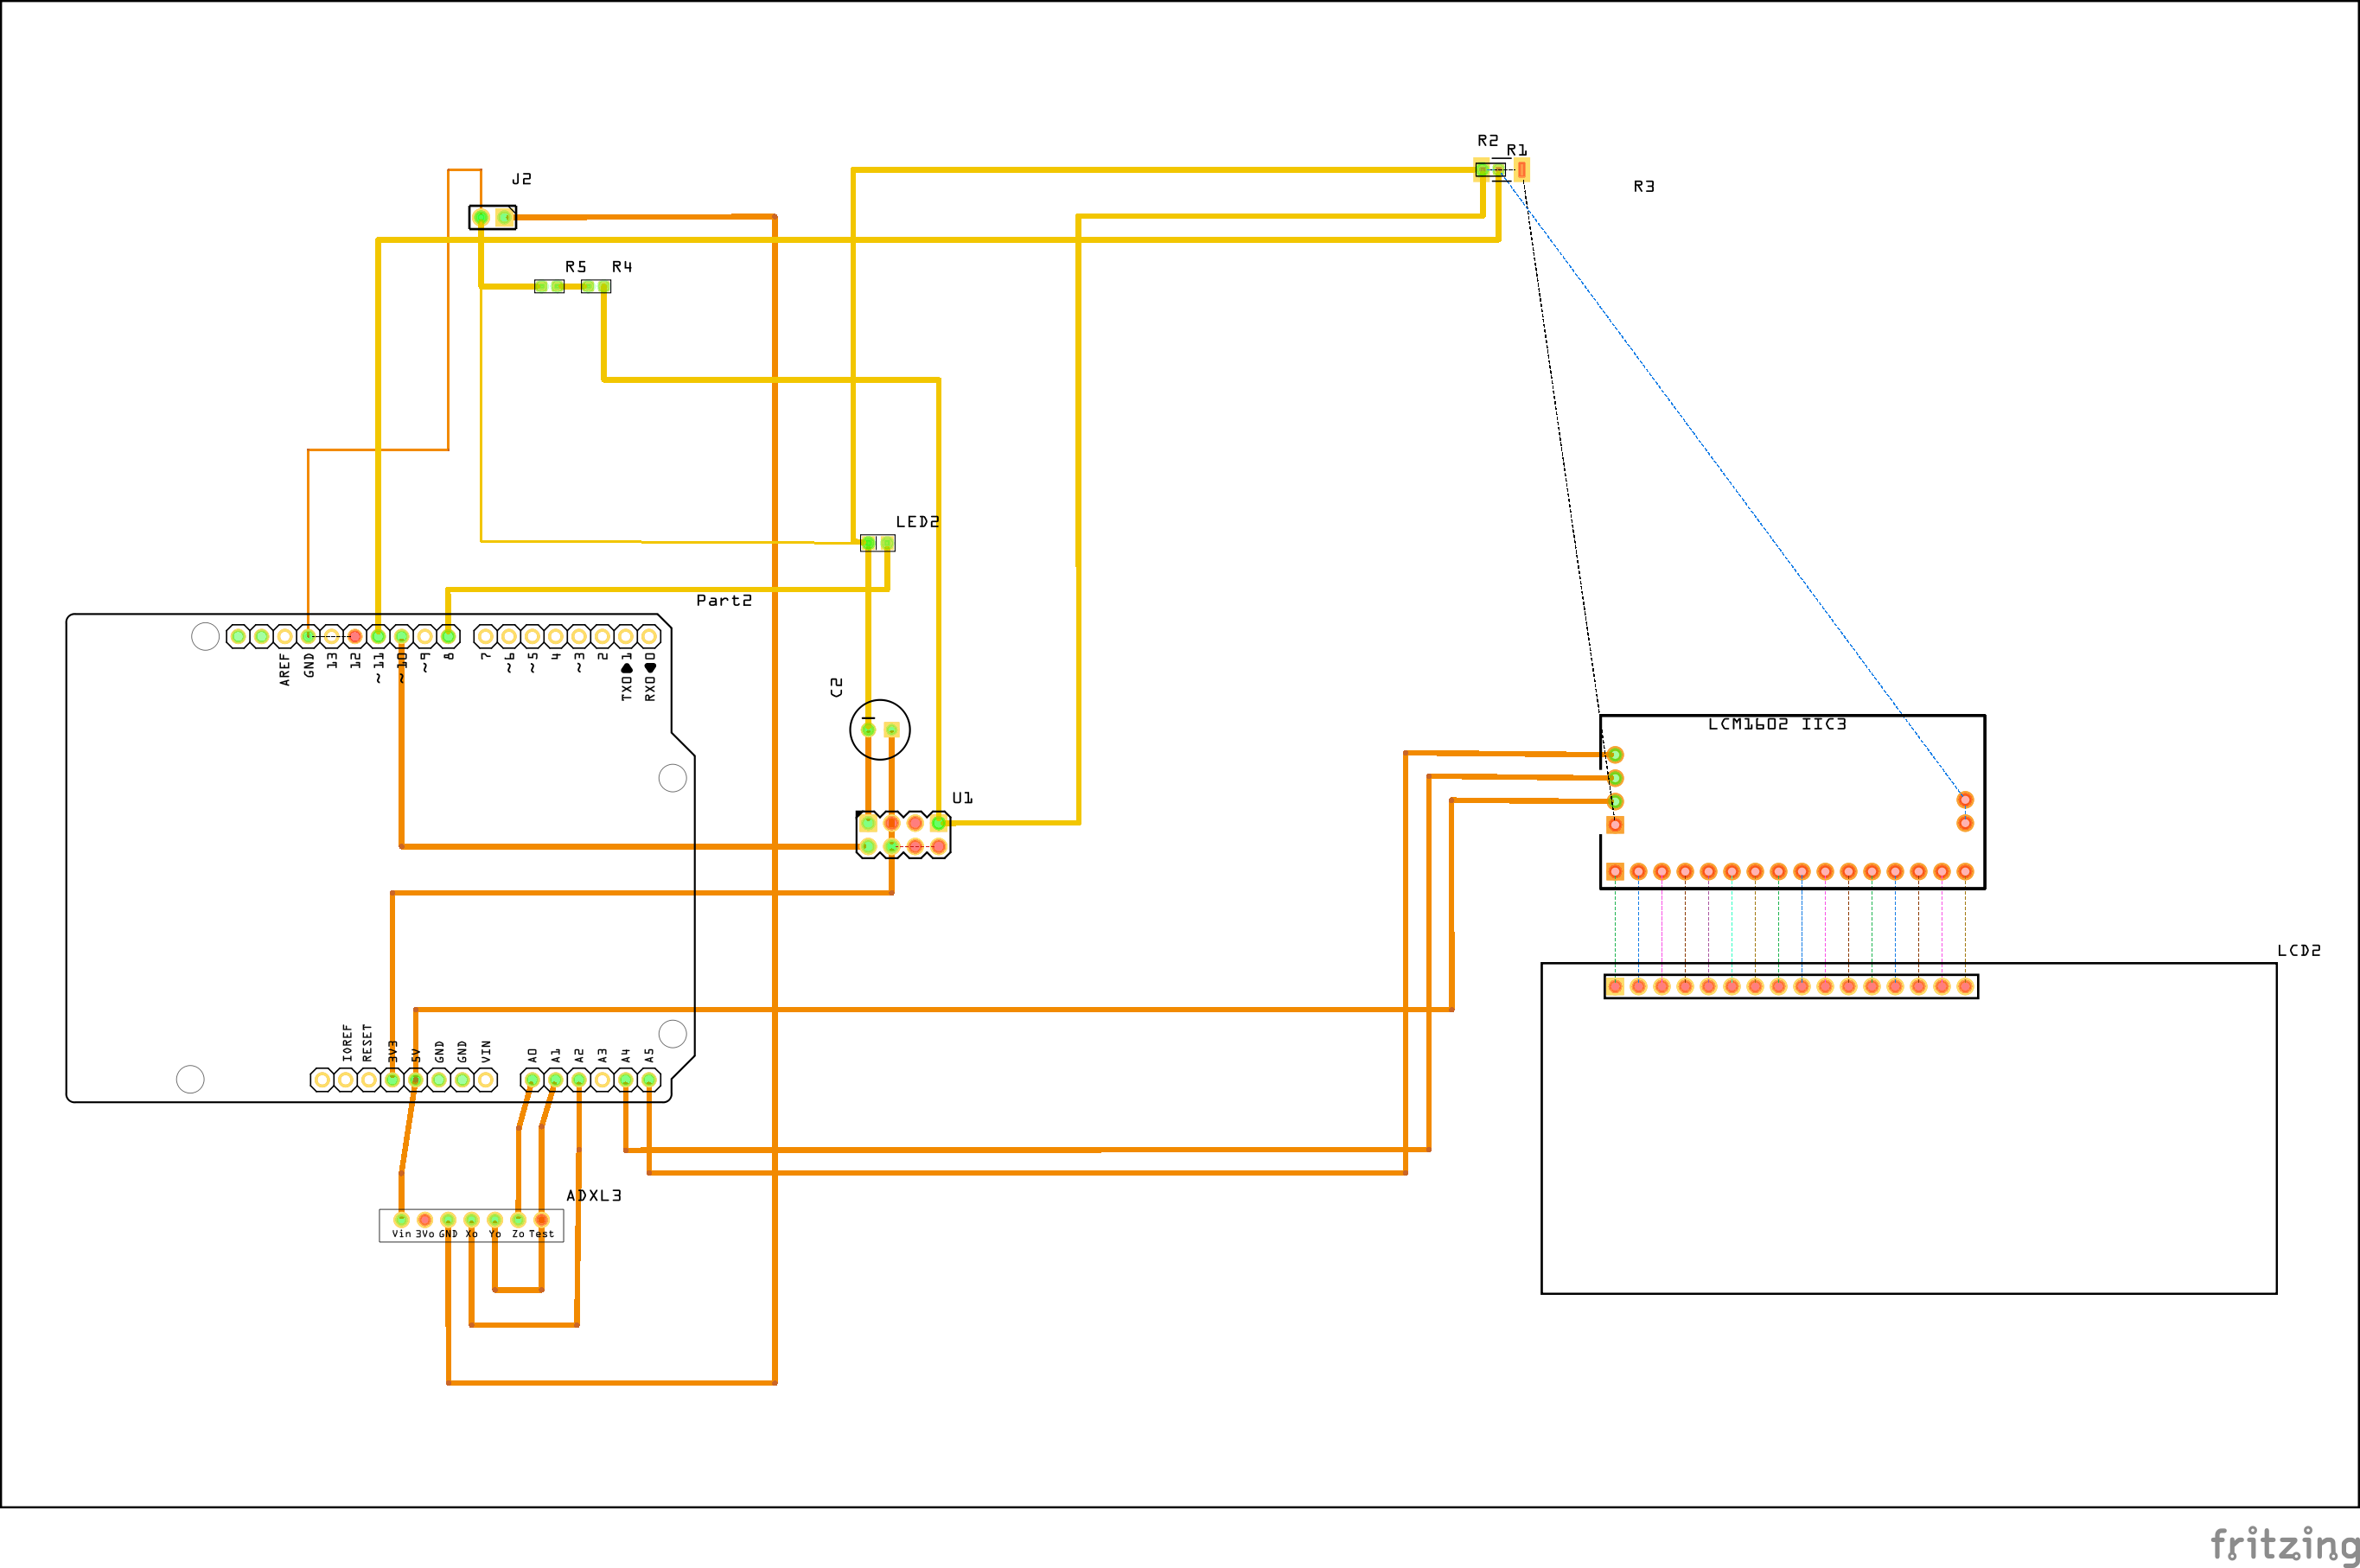 R2
R1
J2
R3
R5
R4
LED2
Part2
AREF
GND
13
12
~11
~10
~9
8
7
~6
~5
4
~3
2
TX0▶1
RX0◀0
C2
LCM1602 IIC3
U1
LCD2
IOREF
RESET
3V3
5V
GND
GND
VIN
A0
A1
A2
A3
A4
A5
ADXL3
Vin 3Vo GND Xo Yo Zo Test
fritzing